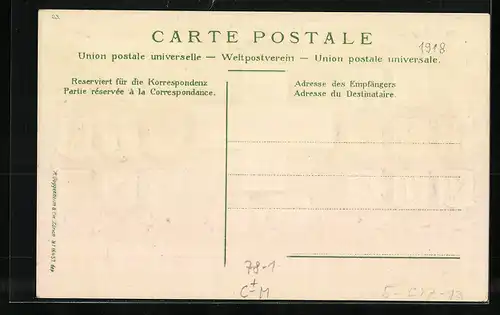 CARTE POSTALE
1918
Union postale universelle — Weltpostverein — Union postale universale.
Reserviert für die Korrespondenz
Partie réservée à la Correspondance.
Adresse des Empfängers
Adresse du Destinataire.
78-1
C-M